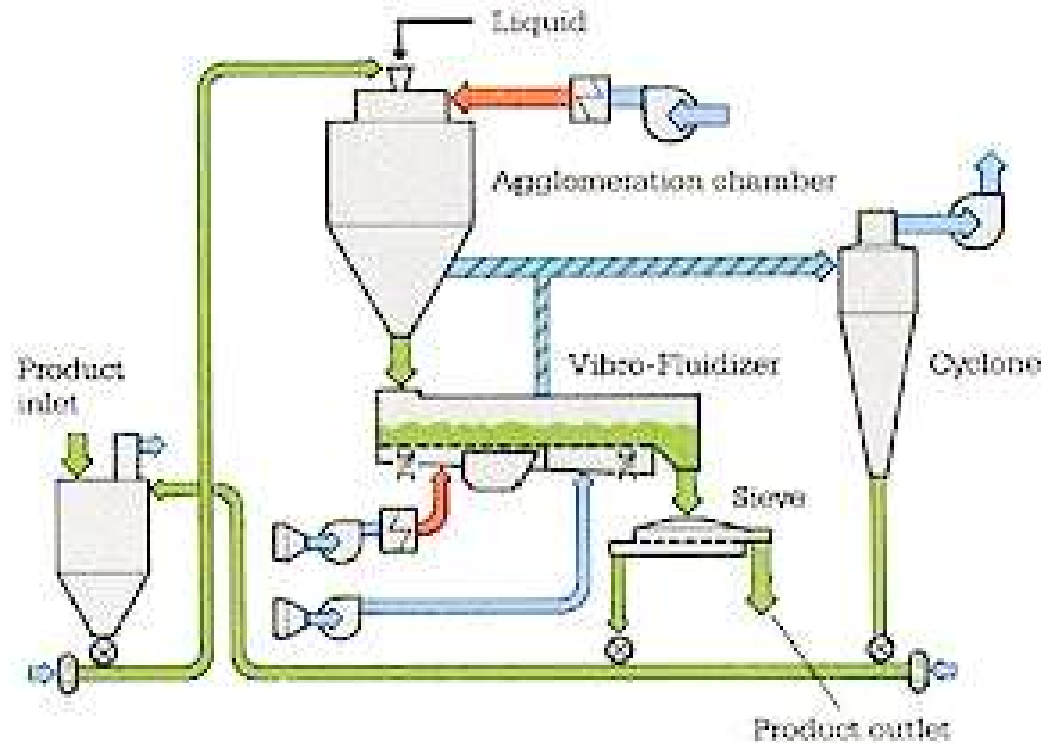 Liquid
Agglomeration chamber
Vibro-Fluidizer
Cyclone
Product
inlet
Sieve
Product outlet